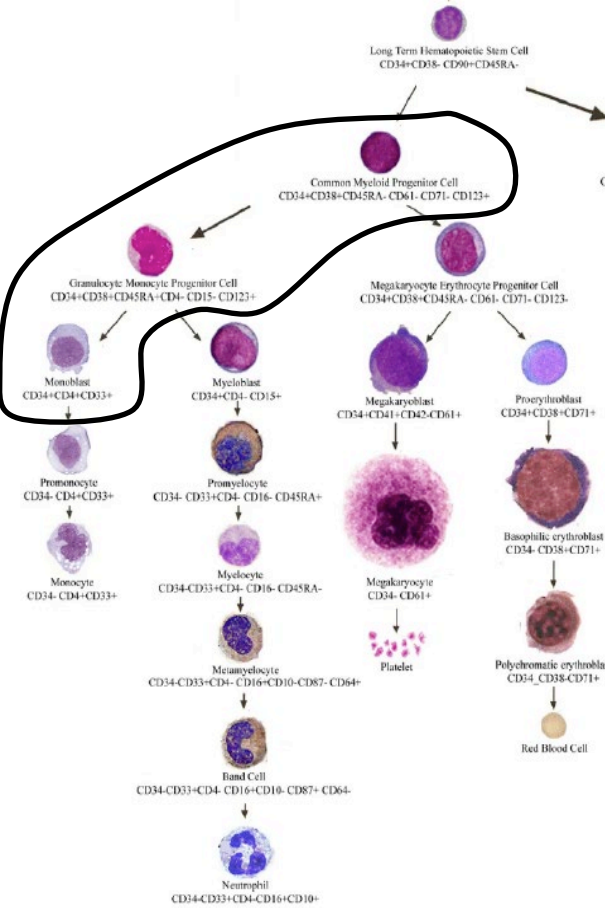 Long Term Hematopoietic Stem Cell
CD34+CD38- CD90+CD45RA-
Common Myeloid Progenitor Cell
CD34+CD38+CD45RA- CD61- CD71- CD123+
Granulocyte Monocyte Progenitor Cell
CD34+CD38+CD45RA+CD4- CD15- CD123+
Megakaryocyte Erythrocyte Progenitor Cell
CD34+CD38+CD45RA- CD61- CD71- CD123-
Monoblast
CD34+CD4+CD33+
Myeloblast
CD34+CD4- CD15+
Megakaryoblast
CD34+CD41+CD42-CD61+
Proerythroblast
CD34+CD38+CD71+
Promonocyte
CD34- CD4+CD33+
Promyelocyte
CD34- CD33+CD4- CD16- CD45RA+
Basophilic erythroblast
CD34- CD38+CD71+
Monocyte
CD34- CD4+CD33+
Myelocyte
CD34-CD33+CD4- CD16- CD45RA-
Megakaryocyte
CD34- CD61+
Metamyelocyte
CD34-CD33+CD4- CD16+CD10-CD87- CD64+
Platelet
Polychromatic erythrobla
CD34_CD38-CD71+
Red Blood Cell
Band Cell
CD34-CD33+CD4- CD16+CD10- CD87+ CD64-
Neutrophil
CD34-CD33+CD4-CD16+CD10+